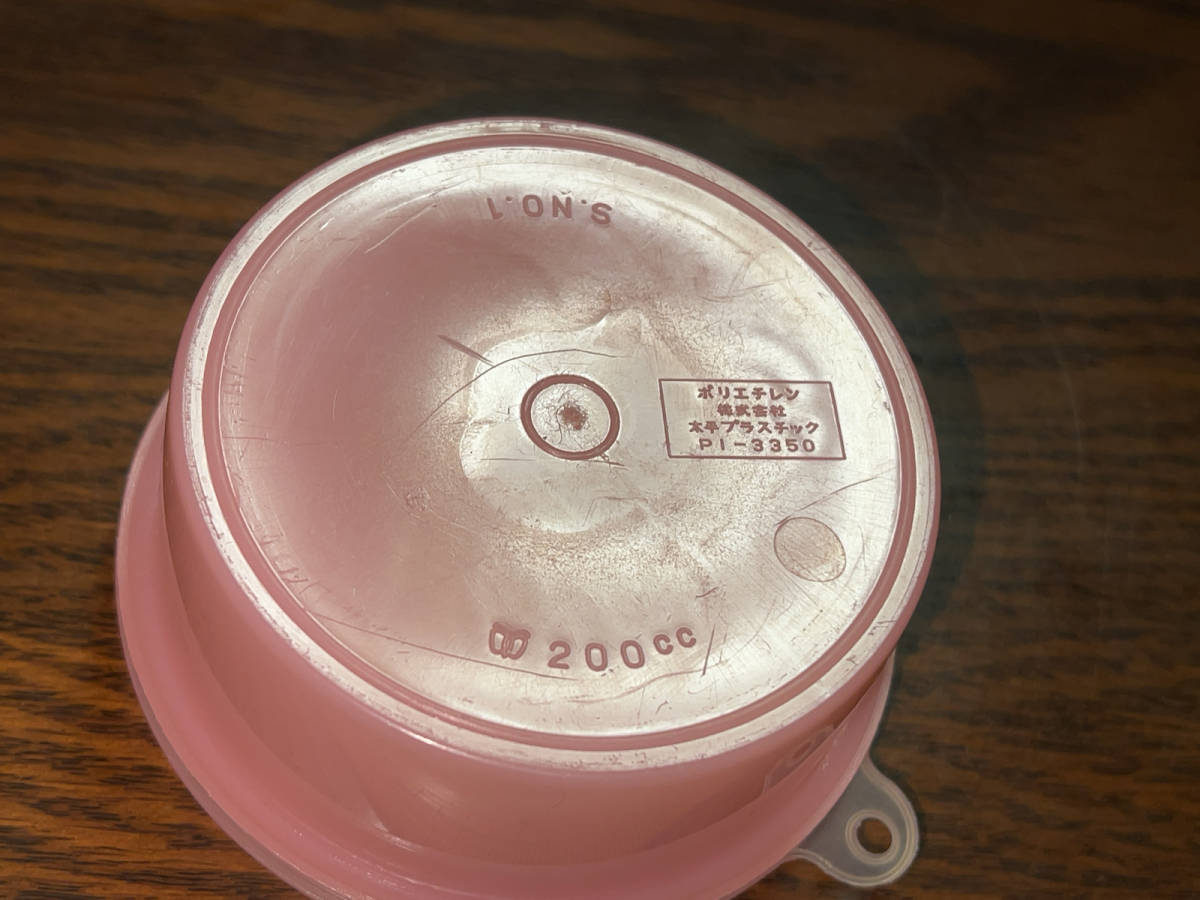 S.NO.1
ポリエチレン
株式会社
太平プラスチック
PI-3350
200cc